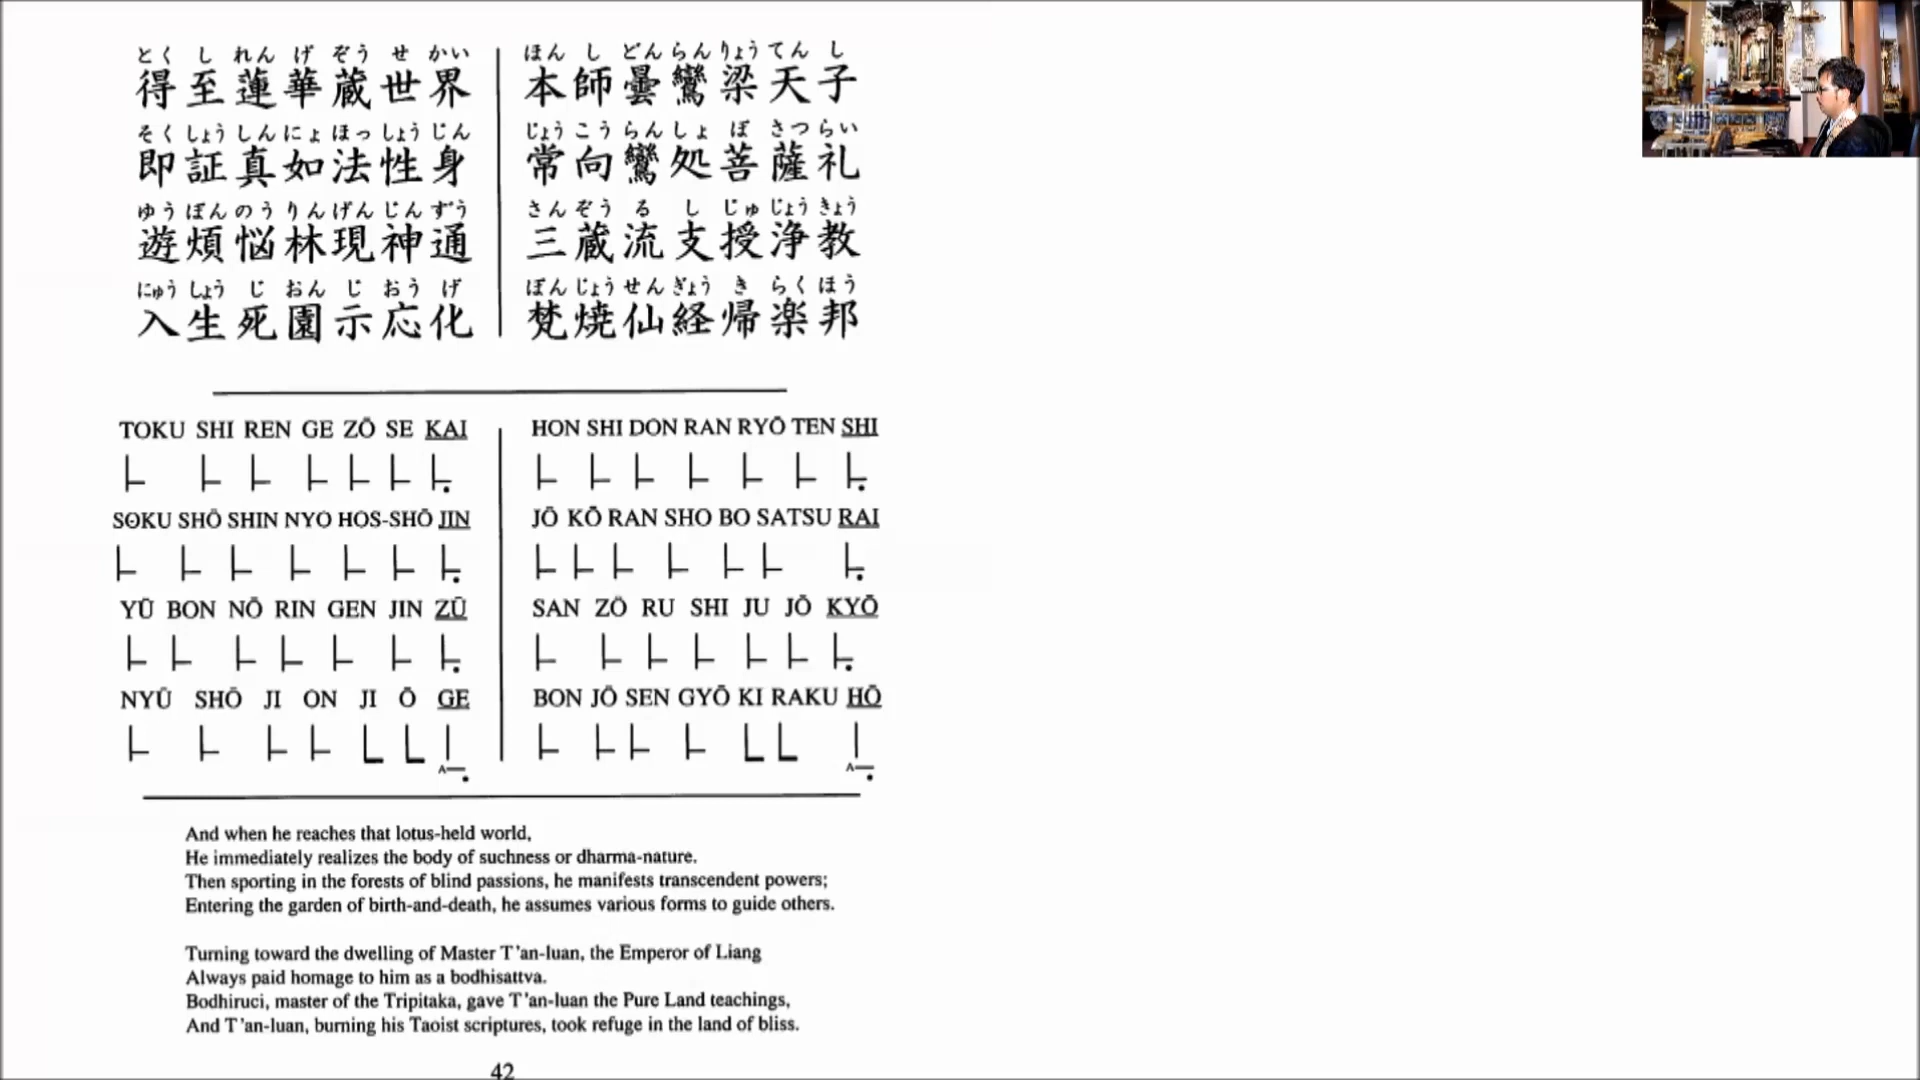 とく し れん げ ぞう せ かい
得至蓮華蔵世界
そく しょう しん にょ ほっ しょう じん
即証真如法性身
ゆう ぼん のう りん げん じん ずう
遊煩悩林現神通
にゅう しょう じ おん じ おう げ
入生死園示応化
ほん し どん らん りょう てん し
本師曇鸞梁天子
じょう こう らん しょ ぼ さつ らい
常向鸞処菩薩礼
さん ぞう る し じゅ じょう きょう
三蔵流支授浄教
ぼん じょう せん ぎょう き らく ほう
梵焼仙経帰楽邦
TOKU SHI REN GE ZŌ SE KAI
SOKU SHŌ SHIN NYO HOS-SHŌ JIN
YŪ BON NŌ RIN GEN JIN ZŪ
NYŪ SHŌ JI ON JI Ō GE
A
HON SHI DON RAN RYŌ TEN SHI
JŌ KŌ RAN SHO BO SATSU RAI
SAN ZŌ RU SHI JU JŌ KYŌ
BON JŌ SEN GYŌ KI RAKU HŌ
A
And when he reaches that lotus-held world,
He immediately realizes the body of suchness or dharma-nature.
Then sporting in the forests of blind passions, he manifests transcendent powers;
Entering the garden of birth-and-death, he assumes various forms to guide others.
Turning toward the dwelling of Master T'an-luan, the Emperor of Liang
Always paid homage to him as a bodhisattva.
Bodhiruci, master of the Tripitaka, gave T'an-luan the Pure Land teachings,
And T'an-luan, burning his Taoist scriptures, took refuge in the land of bliss.
42